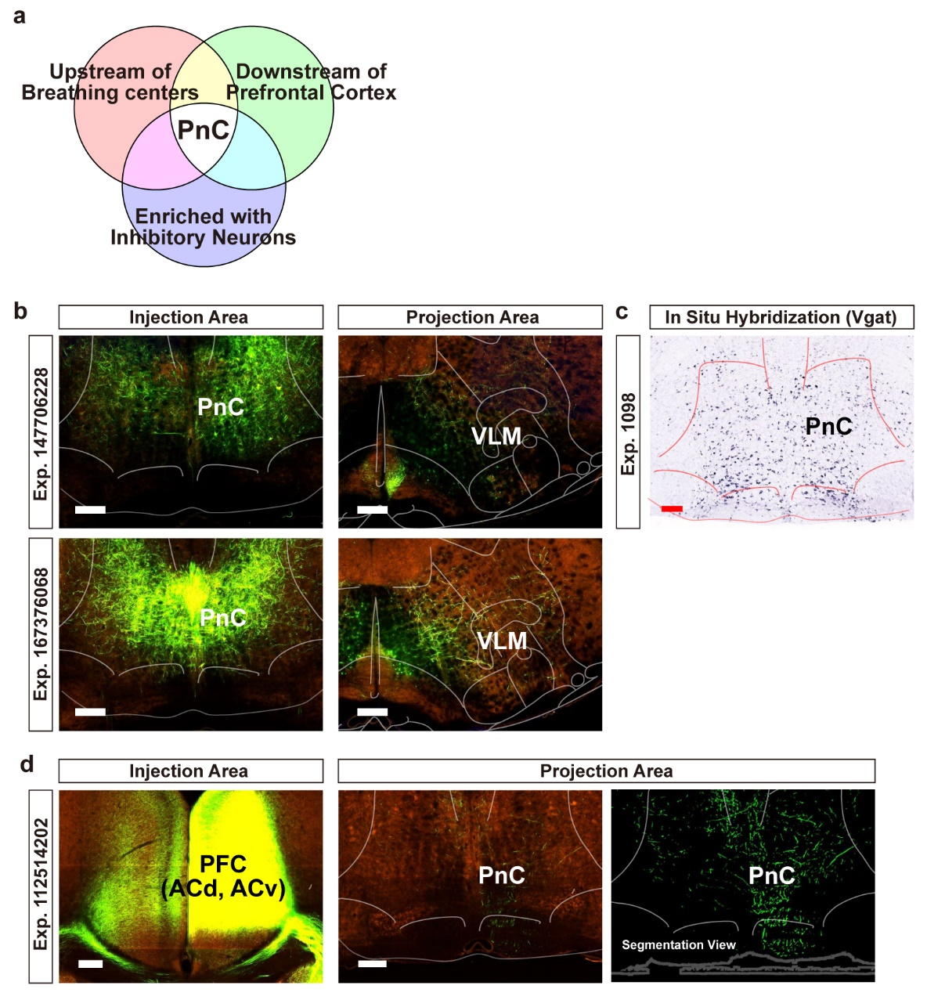 a
Upstream of
Breathing centers
Downstream of
Prefrontal Cortex
PnC
Enriched with
Inhibitory Neurons
b
Injection Area
Projection Area
Exp. 147706228
PnC
VLM
Exp. 167376068
PnC
VLM
c
In Situ Hybridization (Vgat)
Exp. 1098
PnC
d
Injection Area
Projection Area
Exp. 112514202
PFC
(ACd, ACv)
PnC
PnC
Segmentation View